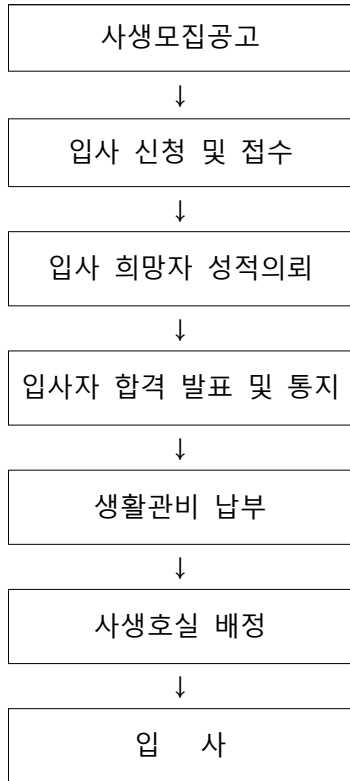 사생모집공고
↓
입사 신청 및 접수
↓
입사 희망자 성적의뢰
↓
입사자 합격 발표 및 통지
↓
생활관비 납부
↓
사생호실 배정
↓
입 사